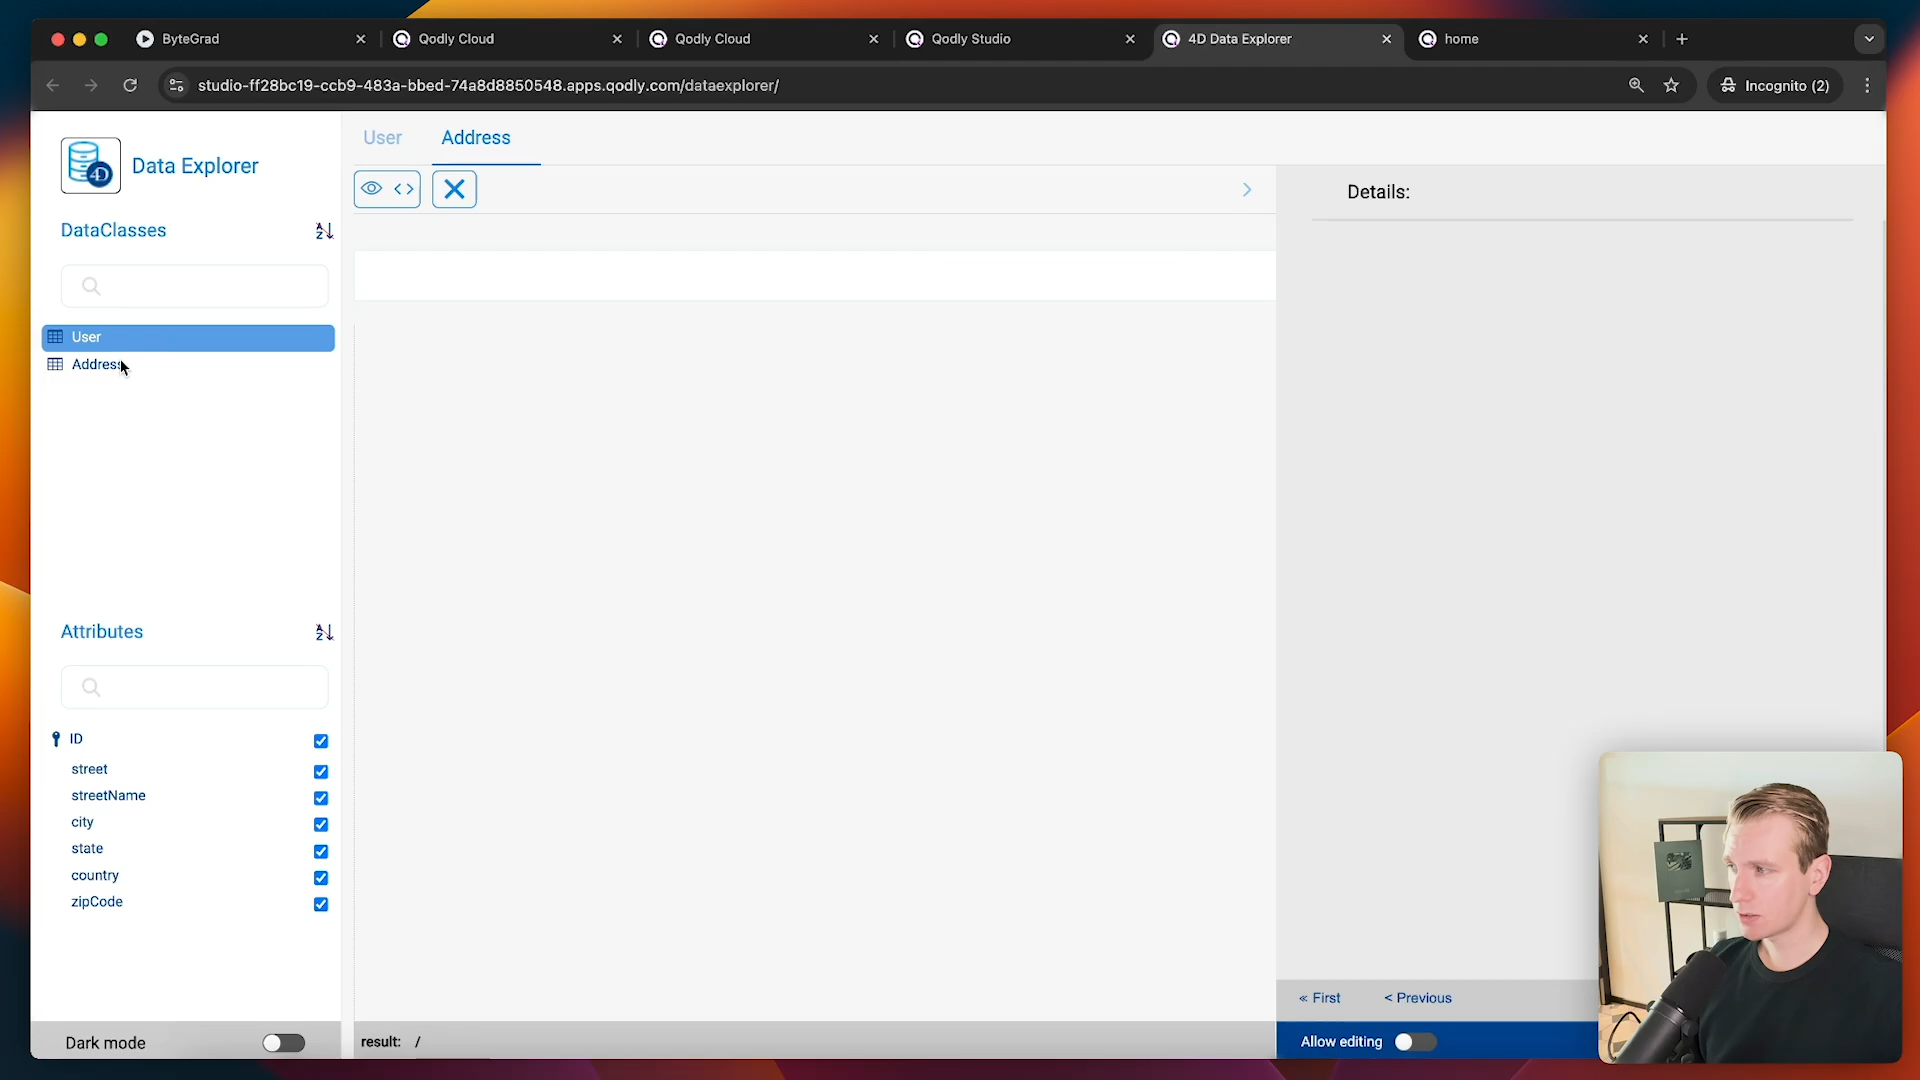 ByteGrad
Qodly Cloud
Qodly Cloud
Qodly Studio
4D Data Explorer
home
studio-ff28bc19-ccb9-483a-bbed-74a8d8850548.apps.qodly.com/dataexplorer/
Incognito (2)
4D
Data Explorer
User
Address
Details:
DataClasses
User
Address
Attributes
ID
street
streetName
city
state
country
zipCode
« First
< Previous
Dark mode
result: /
Allow editing